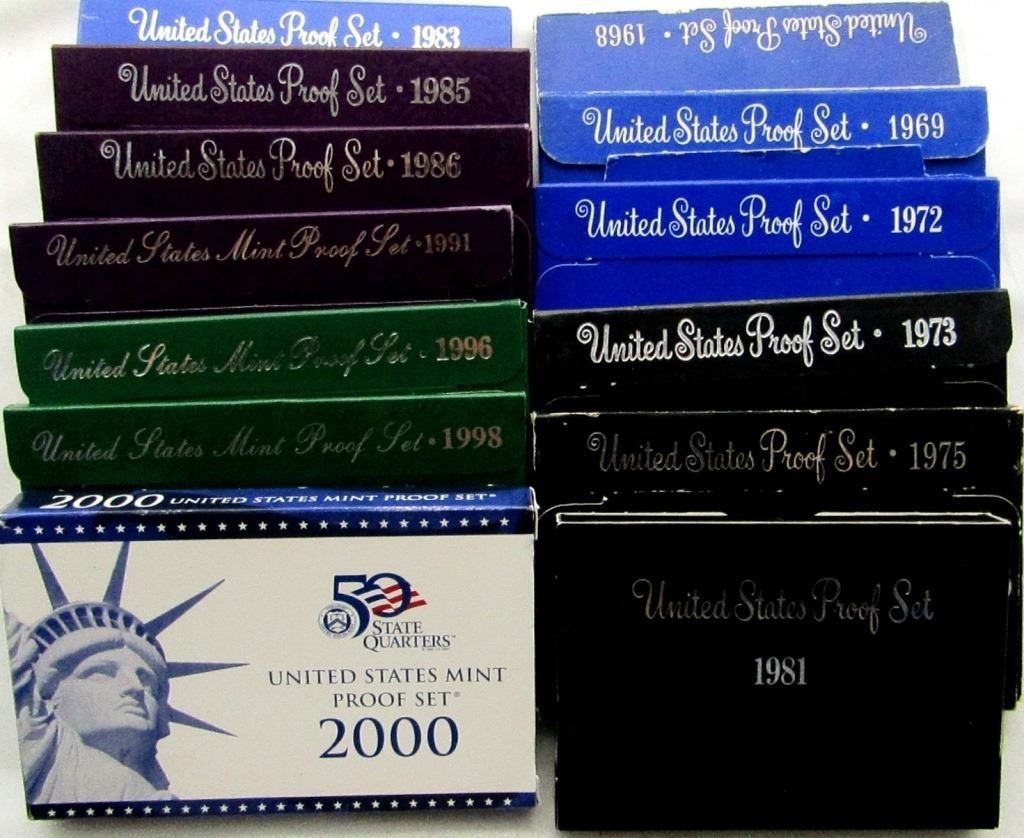 United States Proof Set · 1983
United States Proof Set · 1985
United States Proof Set · 1986
United States Mint Proof Set · 1991
United States Mint Proof Set · 1996
United States Mint Proof Set · 1998
2000 UNITED STATES MINT PROOF SET®
50
STATE
QUARTERS™
UNITED STATES MINT
PROOF SET®
2000
United States Proof Set · 1968
United States Proof Set · 1969
United States Proof Set · 1972
United States Proof Set · 1973
United States Proof Set · 1975
United States Proof Set
1981